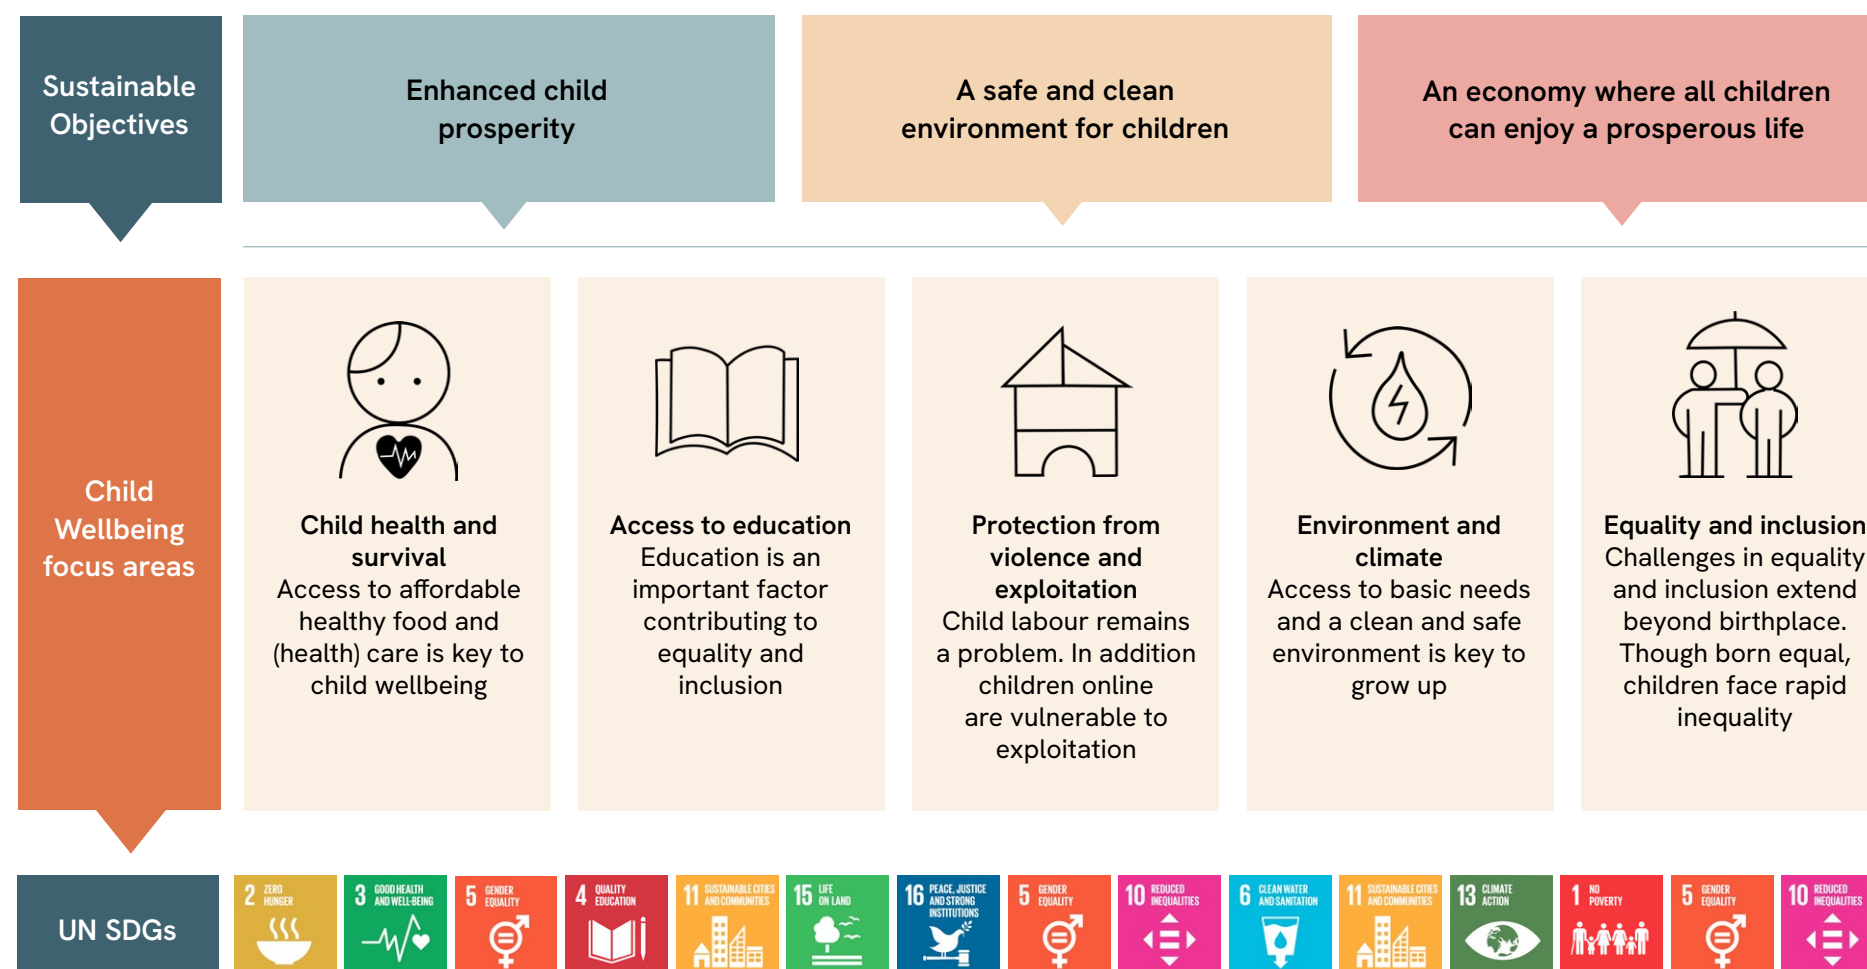 Sustainable
Objectives
Enhanced child
prosperity
A safe and clean
environment for children
An economy where all children
can enjoy a prosperous life
Child
Wellbeing
focus areas
Child health and
survival
Access to affordable
healthy food and
(health) care is key to
child wellbeing
Access to education
Education is an
important factor
contributing to
equality and
inclusion
Protection from
violence and
exploitation
Child labour remains
a problem. In addition
children online
are vulnerable to
exploitation
Environment and
climate
Access to basic needs
and a clean and safe
environment is key to
grow up
Equality and inclusion
Challenges in equality
and inclusion extend
beyond birthplace.
Though born equal,
children face rapid
inequality
UN SDGs
2 ZERO
HUNGER
3 GOOD HEALTH
AND WELL-BEING
5 GENDER
EQUALITY
4 QUALITY
EDUCATION
11 SUSTAINABLE CITIES
AND COMMUNITIES
15 LIFE
ON LAND
16 PEACE, JUSTICE
AND STRONG
INSTITUTIONS
5 GENDER
EQUALITY
10 REDUCED
INEQUALITIES
6 CLEAN WATER
AND SANITATION
11 SUSTAINABLE CITIES
AND COMMUNITIES
13 CLIMATE
ACTION
1 NO
POVERTY
5 GENDER
EQUALITY
10 REDUCED
INEQUALITIES